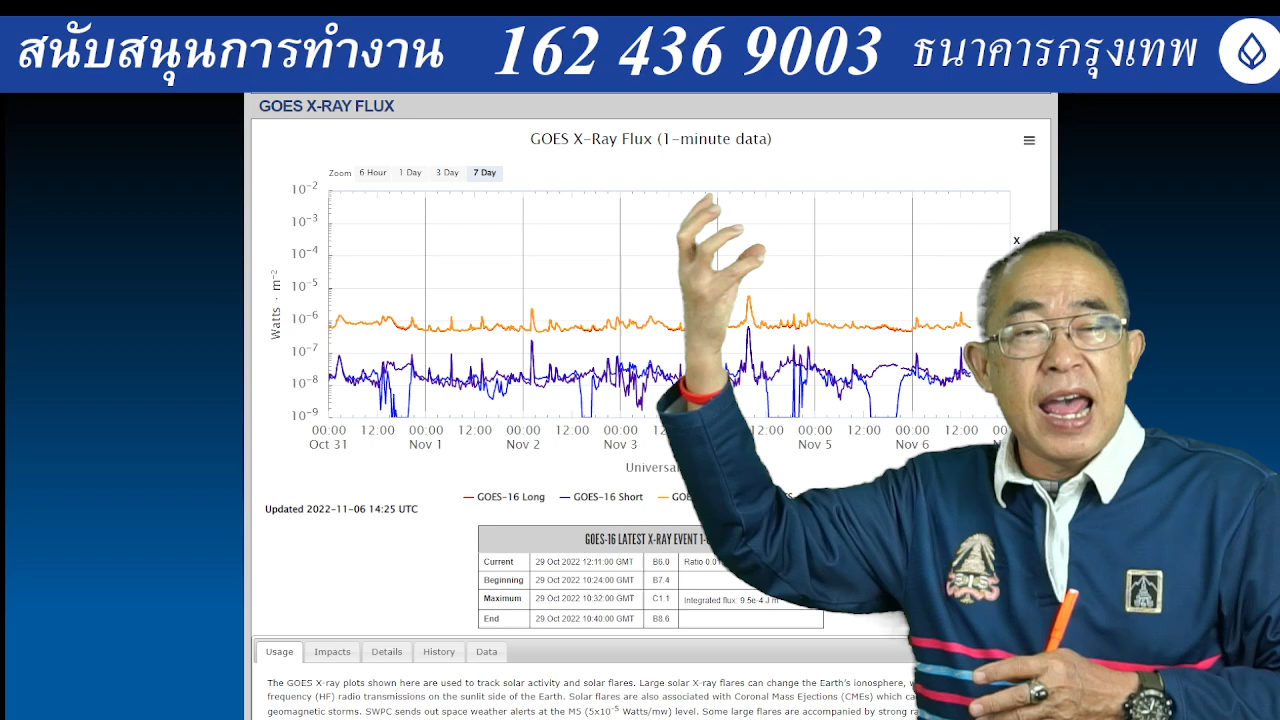 สนับสนุนการทำงาน 162 436 9003 ธนาคารกรุงเทพ
GOES X-RAY FLUX
GOES X-Ray Flux (1-minute data)
Zoom 6 Hour 1 Day 3 Day 7 Day
10-2
10-3
10-4
X
10-5
10-6
10-7
10-8
10-9
Watts · m-2
00:00 12:00 00:00 12:00 00:00 12:00 00:00 12:00 00:00 12:00 00:00 12:00
Oct 31 Nov 1 Nov 2 Nov 3 Nov 5 Nov 6
GOES-16 Long GOES-16 Short
Updated 2022-11-06 14:25 UTC
GOES-16 LATEST X-RAY EVENT
Current 29 Oct 2022 12:11:00 GMT B6.0 Ratio
Beginning 29 Oct 2022 10:24:00 GMT B7.4
Maximum 29 Oct 2022 10:32:00 GMT C1.1 Integrated flux: 9.5e-4 J m
End 29 Oct 2022 10:40:00 GMT B8.6
Usage Impacts Details History Data
The GOES X-ray plots shown here are used to track solar activity and solar flares. Large solar X-ray flares can change the Earth's ionosphere,
frequency (HF) radio transmissions on the sunlit side of the Earth. Solar flares are also associated with Coronal Mass Ejections (CMEs) which
geomagnetic storms. SWPC sends out space weather alerts at the M5 (5x10-5 Watts/mw) level. Some large flares are accompanied by strong